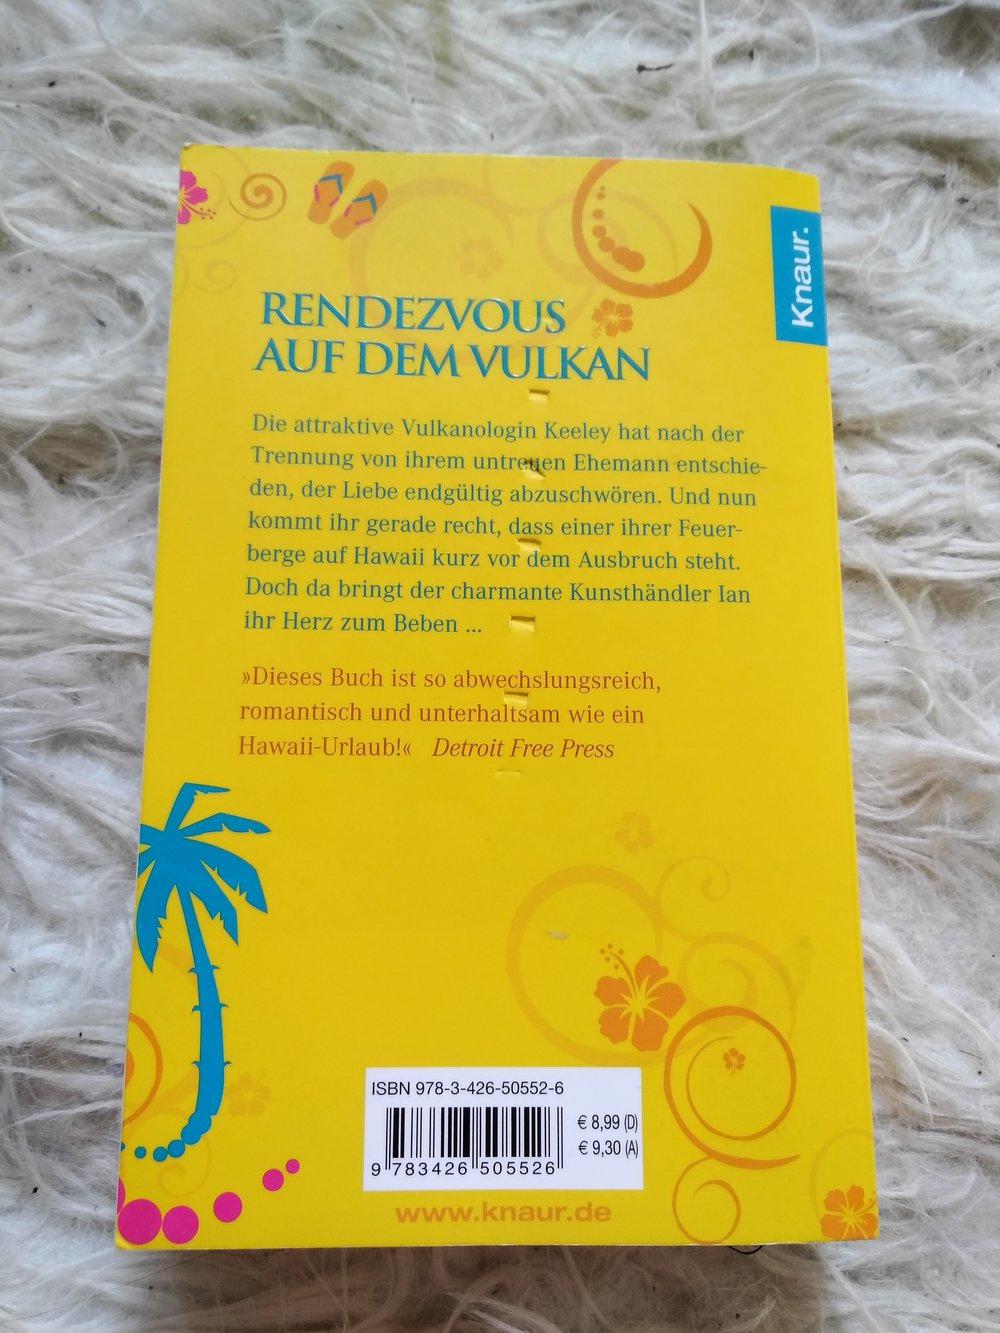 Knaur.
RENDEZVOUS
AUF DEM VULKAN
Die attraktive Vulkanologin Keeley hat nach der
Trennung von ihrem untreuen Ehemann entschie-
den, der Liebe endgültig abzuschwören. Und nun
kommt ihr gerade recht, dass einer ihrer Feuer-
berge auf Hawaii kurz vor dem Ausbruch steht.
Doch da bringt der charmante Kunsthändler Ian
ihr Herz zum Beben ...
»Dieses Buch ist so abwechslungsreich,
romantisch und unterhaltsam wie ein
Hawaii-Urlaub!« Detroit Free Press
ISBN 978-3-426-50552-6
€ 8,99 (D)
€ 9,30 (A)
9 783426 505526
www.knaur.de